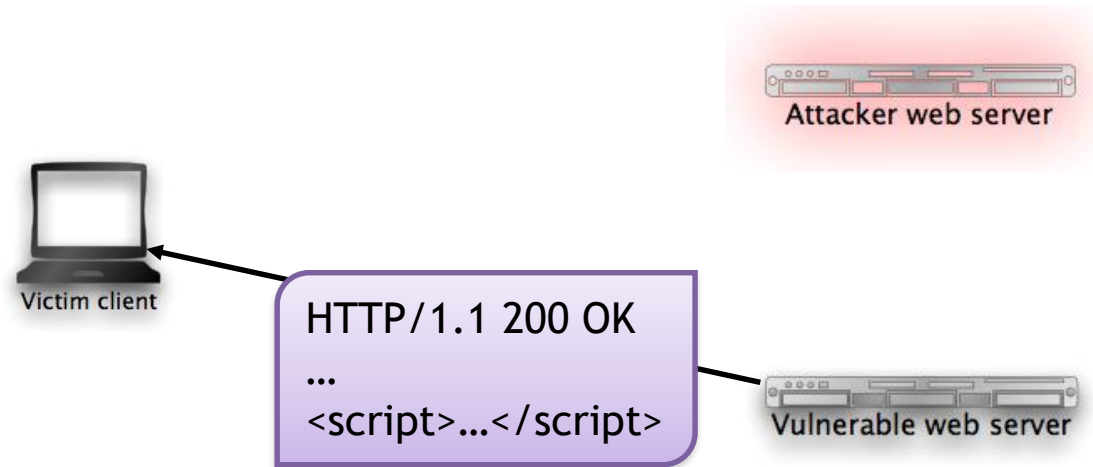 Attacker web server
Victim client
HTTP/1.1 200 OK
…
<script>…</script>
Vulnerable web server